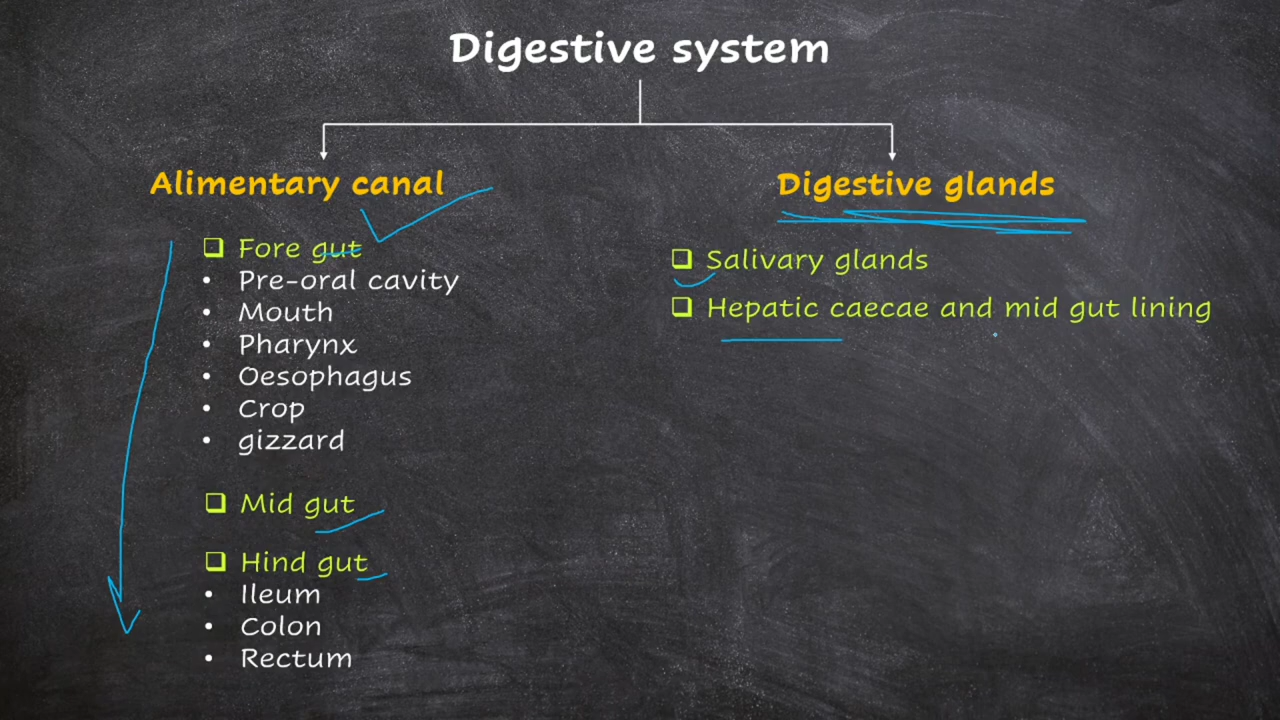 Digestive system
Alimentary canal
Fore gut
Pre-oral cavity
Mouth
Pharynx
Oesophagus
Crop
gizzard
Mid gut
Hind gut
Ileum
Colon
Rectum
Digestive glands
Salivary glands
Hepatic caecae and mid gut lining